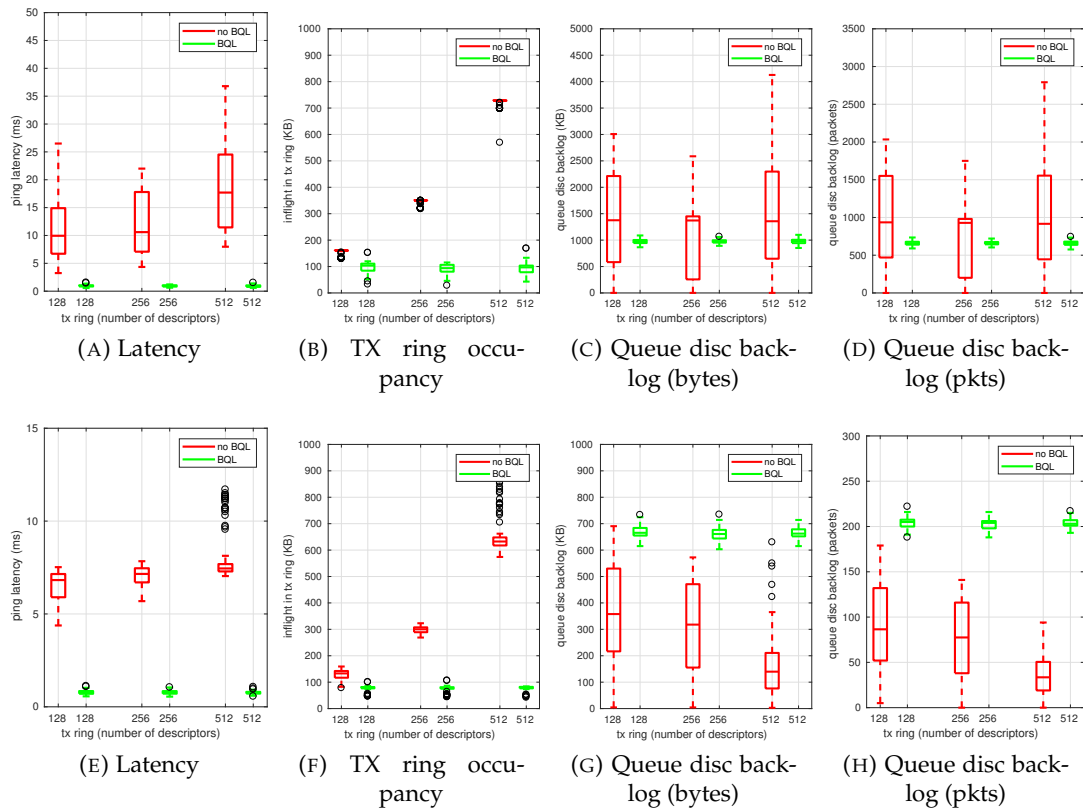 50
45
40
35
30
25
20
15
10
5
0
ping latency (ms)
no BQL
BQL
128 128 256 256 512 512
tx ring (number of descriptors)
(A) Latency
1000
900
800
700
600
500
400
300
200
100
0
inflight in tx ring (KB)
no BQL
BQL
128 128 256 256 512 512
tx ring (number of descriptors)
(B) TX ring occu-
pancy
5000
4500
4000
3500
3000
2500
2000
1500
1000
500
0
queue disc backlog (KB)
no BQL
BQL
128 128 256 256 512 512
tx ring (number of descriptors)
(C) Queue disc back-
log (bytes)
3500
3000
2500
2000
1500
1000
500
0
queue disc backlog (packets)
no BQL
BQL
128 128 256 256 512 512
tx ring (number of descriptors)
(D) Queue disc back-
log (pkts)
15
10
5
0
ping latency (ms)
no BQL
BQL
128 128 256 256 512 512
tx ring (number of descriptors)
(E) Latency
1000
900
800
700
600
500
400
300
200
100
0
inflight in tx ring (KB)
no BQL
BQL
128 128 256 256 512 512
tx ring (number of descriptors)
(F) TX ring occu-
pancy
1000
900
800
700
600
500
400
300
200
100
0
queue disc backlog (KB)
no BQL
BQL
128 128 256 256 512 512
tx ring (number of descriptors)
(G) Queue disc back-
log (bytes)
300
250
200
150
100
50
0
queue disc backlog (packets)
no BQL
BQL
128 128 256 256 512 512
tx ring (number of descriptors)
(H) Queue disc back-
log (pkts)